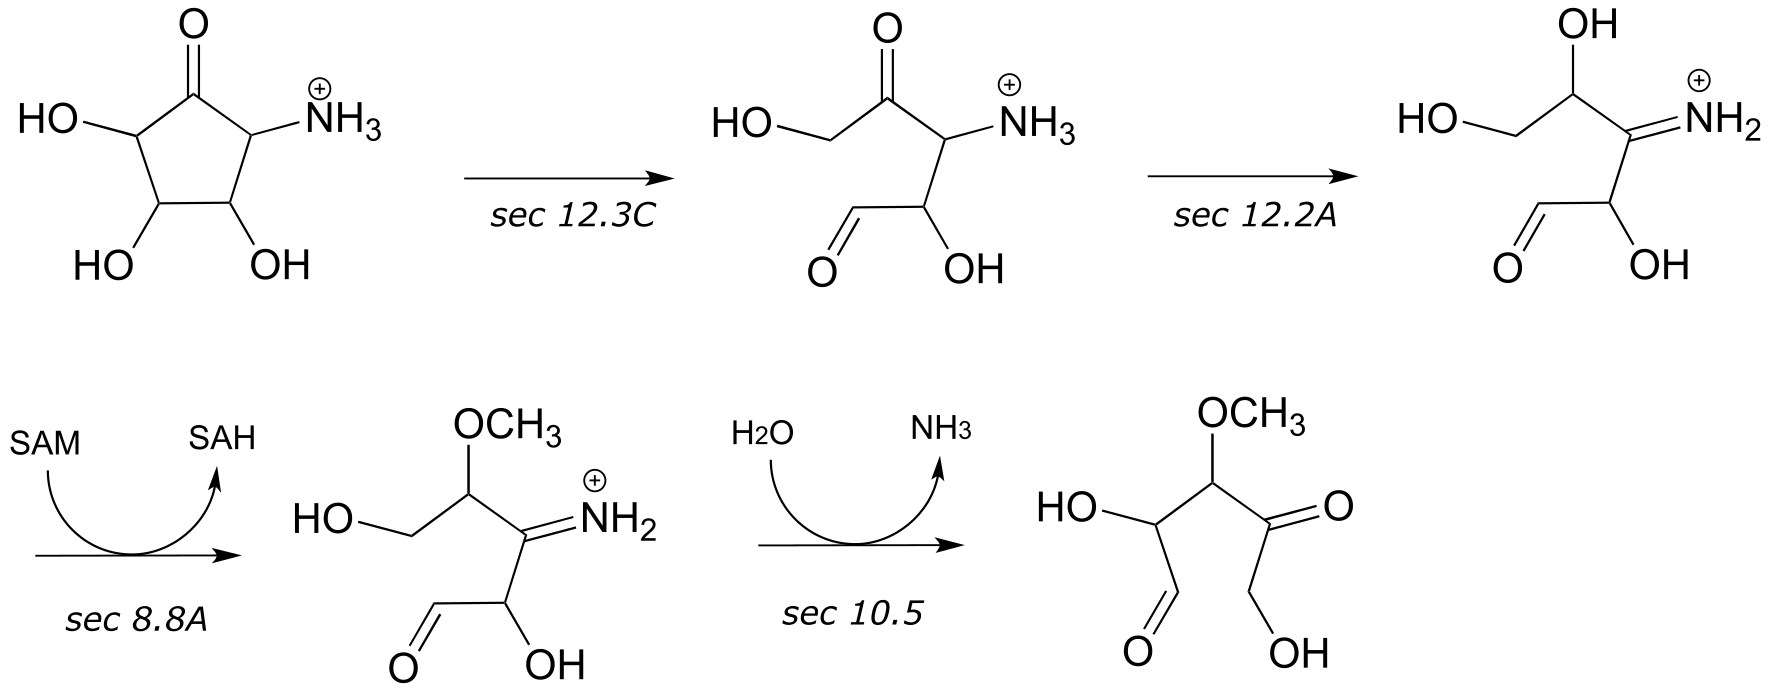 O
HO
⊕
NH3
HO
OH
sec 12.3C
O
HO
⊕
NH3
O
OH
sec 12.2A
OH
HO
⊕
NH2
O
OH
SAM
SAH
sec 8.8A
OCH3
HO
⊕
NH2
O
OH
H2O
NH3
sec 10.5
OCH3
HO
O
O
OH